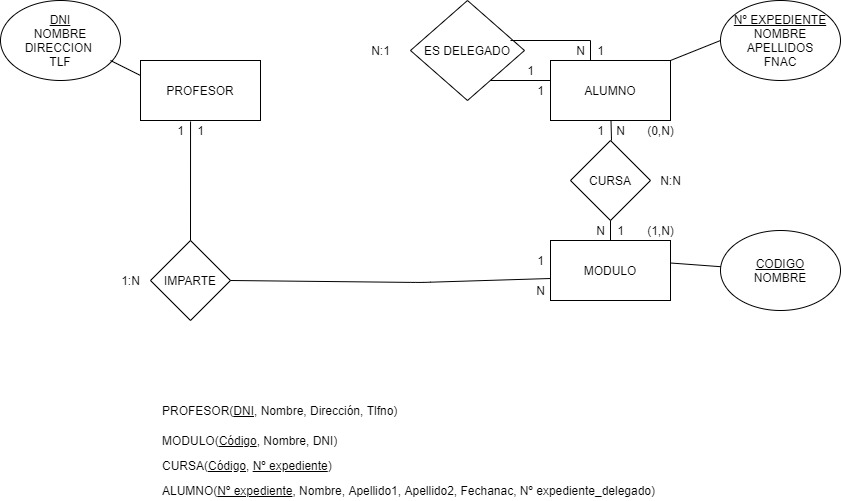 DNI
NOMBRE
DIRECCION
TLF
PROFESOR
1 1
N:1
ES DELEGADO
N 1
1
1
ALUMNO
Nº EXPEDIENTE
NOMBRE
APELLIDOS
FNAC
1 N (0,N)
CURSA
N:N
N 1 (1,N)
1
N
MODULO
CODIGO
NOMBRE
1:N
IMPARTE
PROFESOR(DNI, Nombre, Dirección, Tlfno)
MODULO(Código, Nombre, DNI)
CURSA(Código, Nº expediente)
ALUMNO(Nº expediente, Nombre, Apellido1, Apellido2, Fechanac, Nº expediente_delegado)